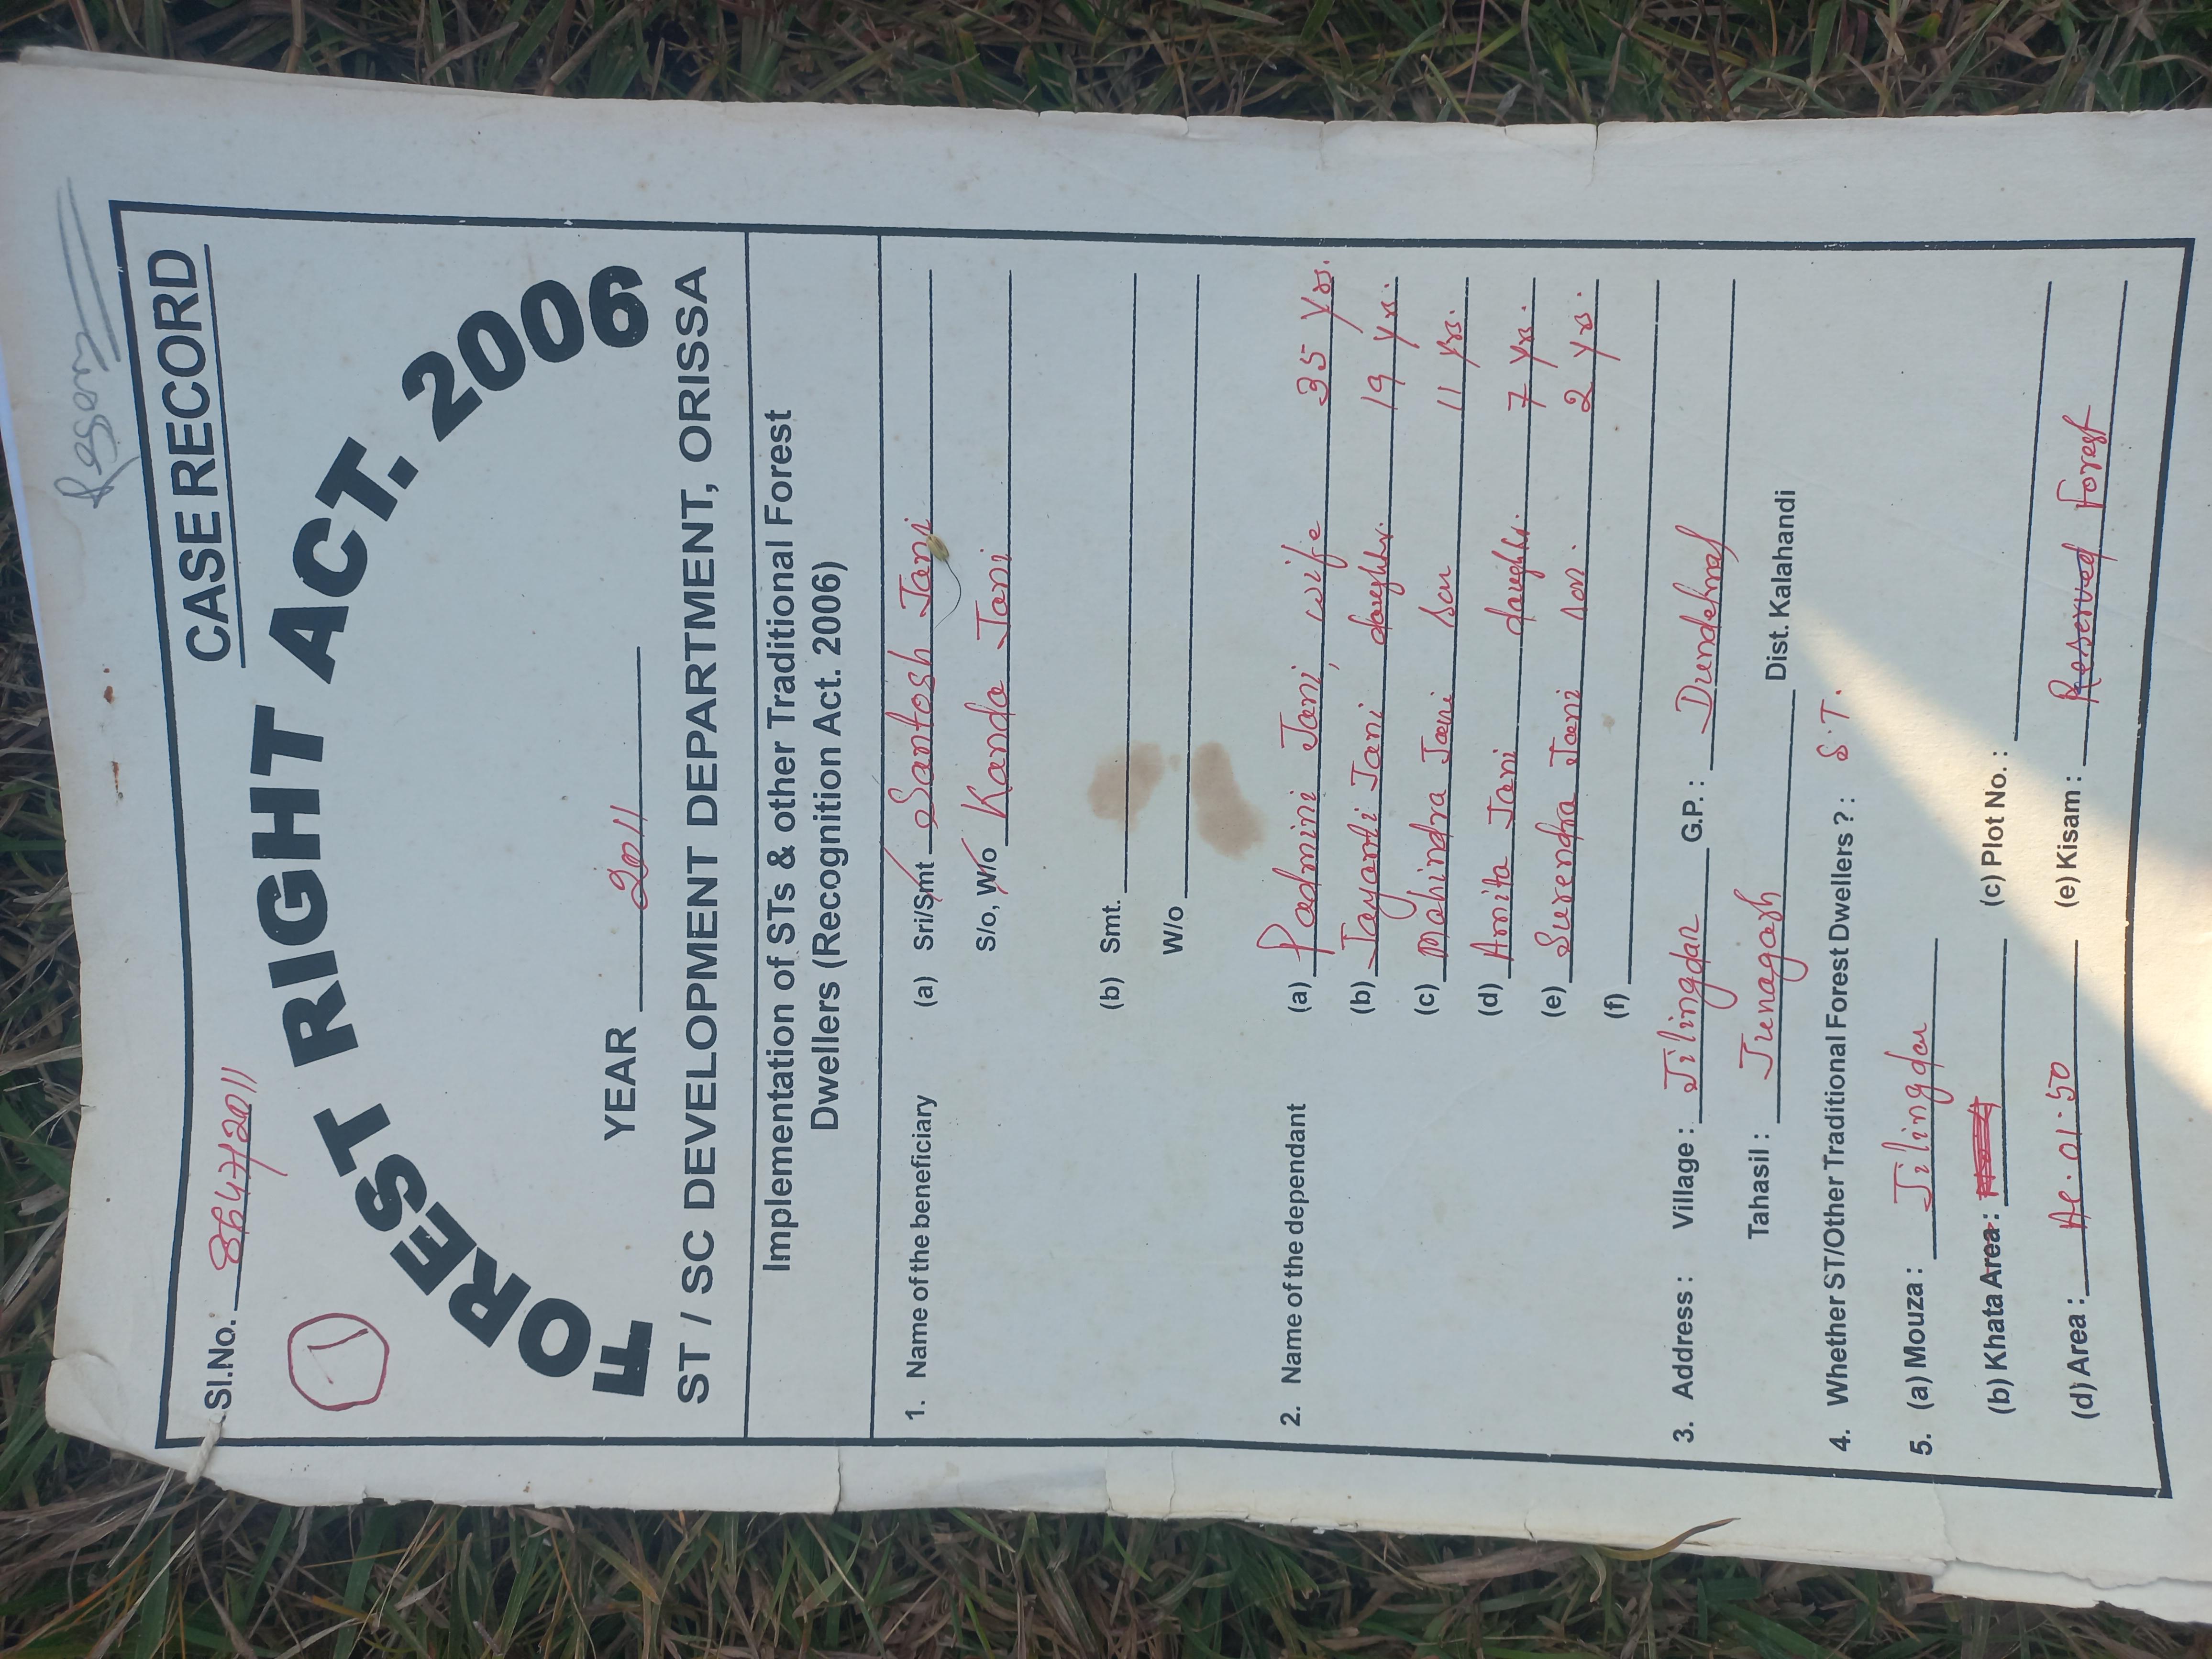 CASE RECORD
Sl.No. 8647/2011
1
FOREST RIGHT ACT. 2006
YEAR 2011
ST / SC DEVELOPMENT DEPARTMENT, ORISSA
Implementation of STs & other Traditional Forest
Dwellers (Recognition Act. 2006)
1. Name of the beneficiary (a) Sri/Smt Santosh Jani
S/o, W/o Kanda Jani
(b) Smt.
W/o
2. Name of the dependant (a) Padmini Jani, wife 35 yrs.
(b) Jayanti Jani daughtr. 19 yrs.
(c) Mohindra Jani son 11 yrs.
(d) Amita Jani daughtr. 7 yrs.
(e) Surendra Jani son. 2 yrs.
(f)
3. Address : Village : Jilingdar G.P. : Dundelmal
Tahasil : Junagarh Dist. Kalahandi
4. Whether ST/Other Traditional Forest Dwellers ? : S.T.
5. (a) Mouza : Jilingdar
(b) Khata Area : (c) Plot No. :
(d) Area : Ac. 01.50 (e) Kisam : Reserved Forest